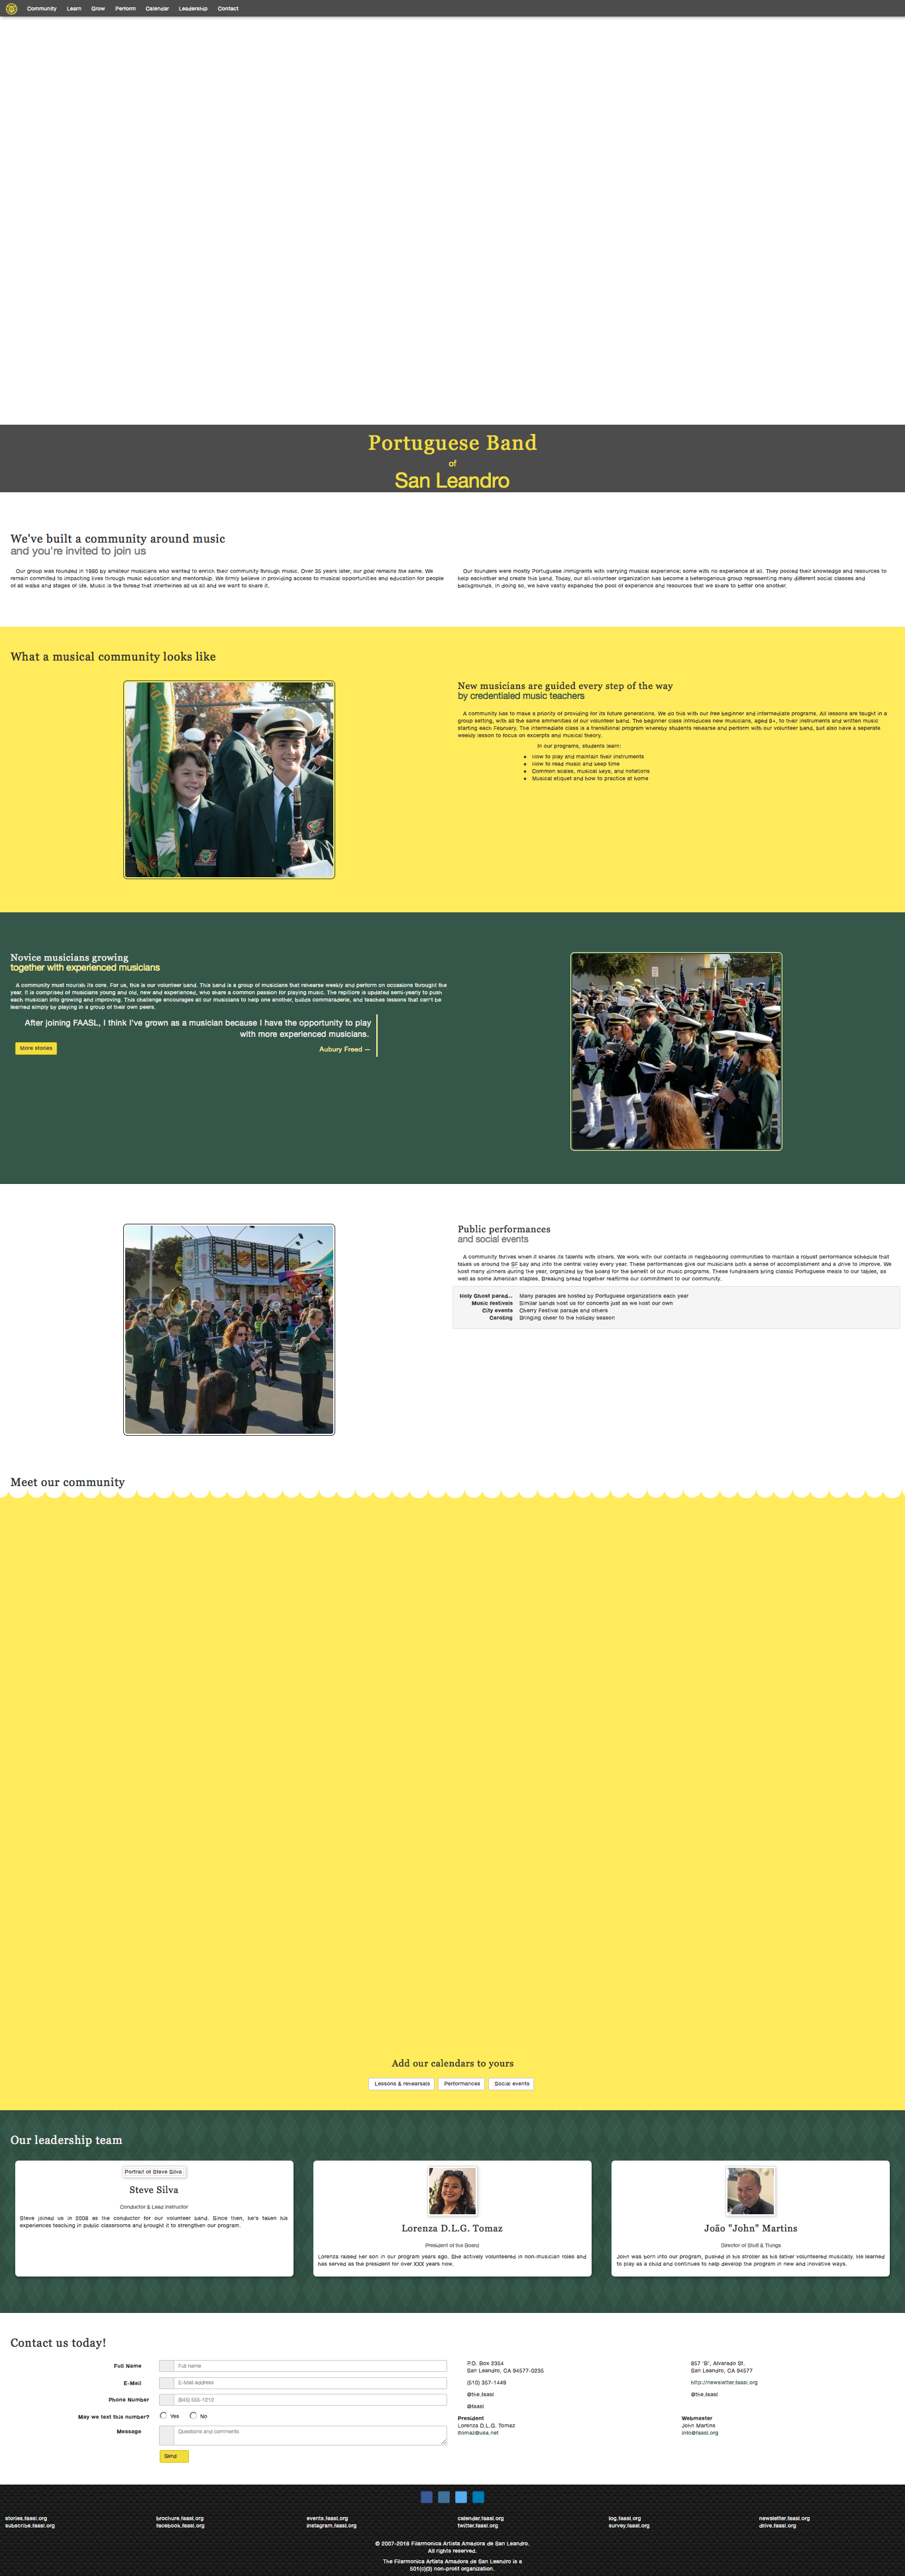 Community Learn Grow Perform Calendar Leadership Contact
Portuguese Band
of
San Leandro
We've built a community around music
and you're invited to join us
Our group was founded in 1980 by amateur musicians who wanted to enrich their community through music. Over 35 years later, our goal remains the same. We
remain commited to impacting lives through music education and mentorship. We firmly believe in providing access to musical opportunities and education for people
of all walks and stages of life. Music is the thread that intertwines all us all and we want to share it.
Our founders were mostly Portuguese immigrants with varrying musical experience; some with no experience at all. They pooled their knowledge and resources to
help eachother and create this band. Today, our all-volunteer organization has become a heterogenous group representing many different social classes and
backgrounds. In doing so, we have vastly expanded the pool of experience and resources that we share to better one another.
What a musical community looks like
New musicians are guided every step of the way
by credentialed music teachers
A community has to make a priority of providing for its future generations. We do this with our free beginner and intermediate programs. All lessons are taught in a
group setting, with all the same ammenities of our volunteer band. The beginner class introduces new musicians, aged 8+, to their instruments and written music
starting each February. The intermediate class is a transitional program whereby students rehearse and perform with our volunteer band, but also have a seperate
weekly lesson to focus on excerpts and musical theory.
In our programs, students learn:
How to play and maintain their instruments
How to read music and keep time
Common scales, musical keys, and notations
Musical etiquet and how to practice at home
Novice musicians growing
together with experienced musicians
A community must nourish its core. For us, this is our volunteer band. This band is a group of musicians that rehearse weekly and perform on occasions throughout the
year. It is comprised of musicians young and old, new and experienced, who share a common passion for playing music. The repitiore is updated semi-yearly to push
each musician into growing and improving. This challenge encourages all our musicians to help one another, builds commaraderie, and teaches lessons that can't be
learned simply by playing in a group of their own peers.
After joining FAASL, I think I've grown as a musician because I have the opportunity to play
with more experienced musicians.
Aubury Freed —
More stories
Public performances
and social events
A community thrives when it shares its talents with others. We work with our contacts in neighbouring communities to maintain a robust performance schedule that
takes us around the SF bay and into the central valley every year. These performances give our musicians both a sense of accomplishment and a drive to improve. We
host many dinners during the year, organized by the board for the benefit of our music programs. These fundraisers bring classic Portuguese meals to our tables, as
well as some American staples. Breaking bread together reaffirms our commitment to our community.
Holy Ghost parad... Many parades are hosted by Portuguese organizations each year
Music festivals Similar bands host us for concerts just as we host our own
City events Cherry Festival parade and others
Caroling Bringing cheer to the holiday season
Meet our community
Add our calendars to yours
Lessons & rehearsals Performances Social events
Our leadership team
Portrait of Steve Silva
Steve Silva
Conductor & Lead Instructor
Steve joined us in 2008 as the conductor for our volunteer band. Since then, he's taken his
experiences teaching in public classrooms and brought it to strengthen our program.
Lorenza D.L.G. Tomaz
President of the Board
Lorenza raised her son in our program years ago. She actively volunteered in non-musician roles and
has served as the president for over XXX years now.
João "John" Martins
Director of Stuff & Things
John was born into our program, pushed in his stroller as his father volunteered musically. He learned
to play as a child and continues to help develop the program in new and inovative ways.
Contact us today!
Full Name Full name
E-Mail E-Mail address
Phone Number (845) 555-1212
May we text this number? Yes No
Message Questions and comments
Send
P.O. Box 2354
San Leandro, CA 94577-0235
(510) 357-1449
@the.faasl
@faasl
President
Lorenza D.L.G. Tomaz
ltomaz@usa.net
957 'B', Alvarado St.
San Leandro, CA 94577
http://newsletter.faasl.org
@the.faasl
Webmaster
John Martins
info@faasl.org
stories.faasl.org brochure.faasl.org events.faasl.org calendar.faasl.org log.faasl.org newsletter.faasl.org
subscribe.faasl.org facebook.faasl.org instagram.faasl.org twitter.faasl.org survey.faasl.org drive.faasl.org
© 2007-2018 Filarmonica Artista Amadora de San Leandro.
All rights reserved.
The Filarmonica Artista Amadora de San Leandro is a
501(c)(3) non-profit organization.